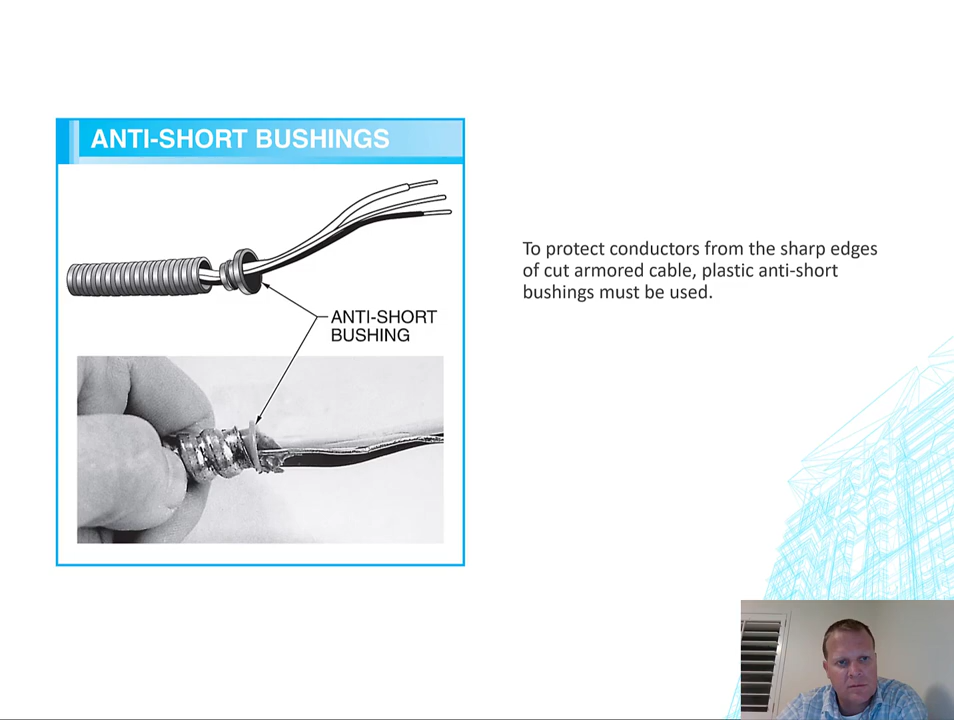 ANTI-SHORT BUSHINGS
ANTI-SHORT
BUSHING
To protect conductors from the sharp edges
of cut armored cable, plastic anti-short
bushings must be used.